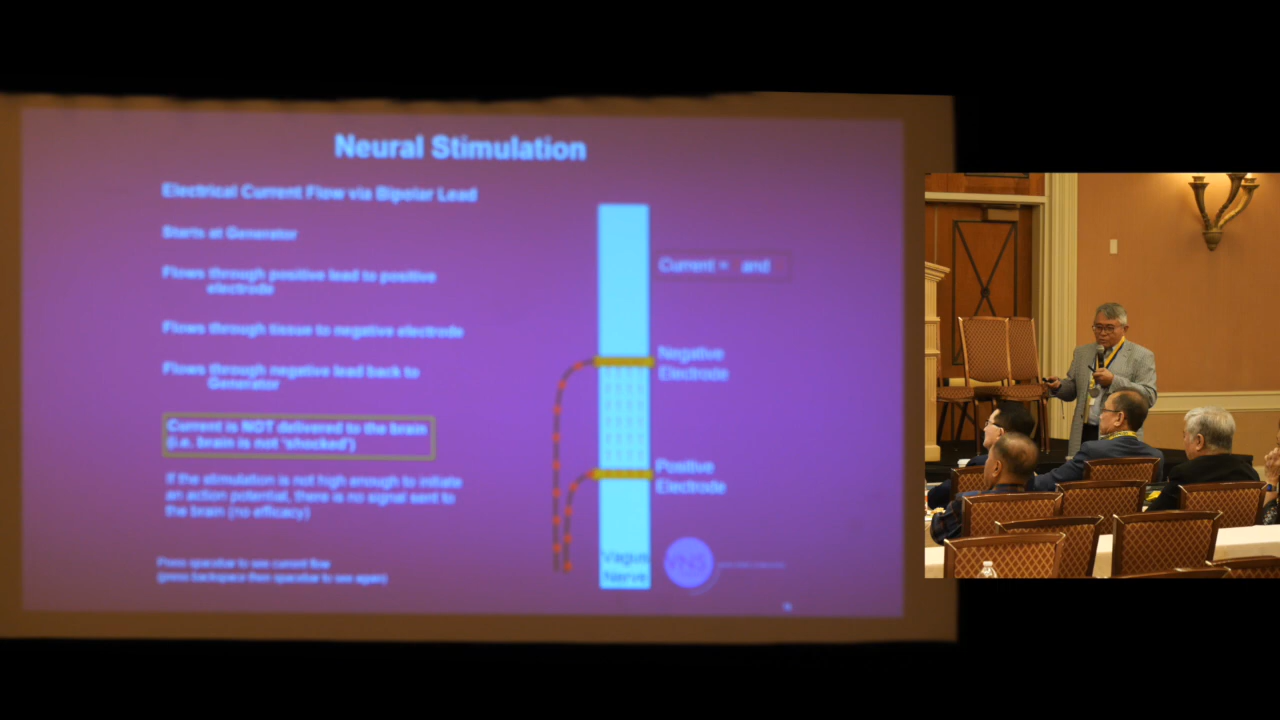 Neural Stimulation
Electrical Current Flow via Bipolar Lead
Starts at Generator
Flows through positive lead to positive
electrode
Flows through tissue to negative electrode
Flows through negative lead back to
Generator
Current is NOT delivered to the brain
(i.e. brain is not 'shocked')
If the stimulation is not high enough to initiate
an action potential, there is no signal sent to
the brain (no efficacy)
Press spacebar to see current flow
(press backspace then spacebar to see again)
Current = and
Negative
Electrode
Positive
Electrode
Vagus
Nerve
VNS